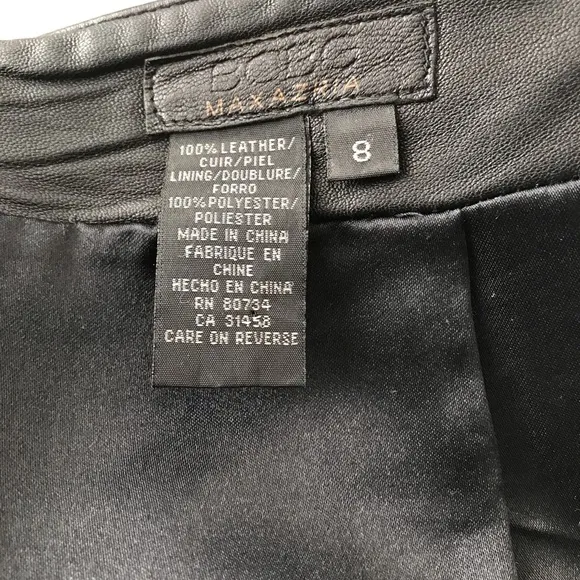 BCBG
MAXAZRIA
8
100% LEATHER/
CUIR/PIEL
LINING/DOUBLURE/
FORRO
100% POLYESTER/
POLIESTER
MADE IN CHINA
FABRIQUE EN
CHINE
HECHO EN CHINA
RN 80734
CA 31458
CARE ON REVERSE